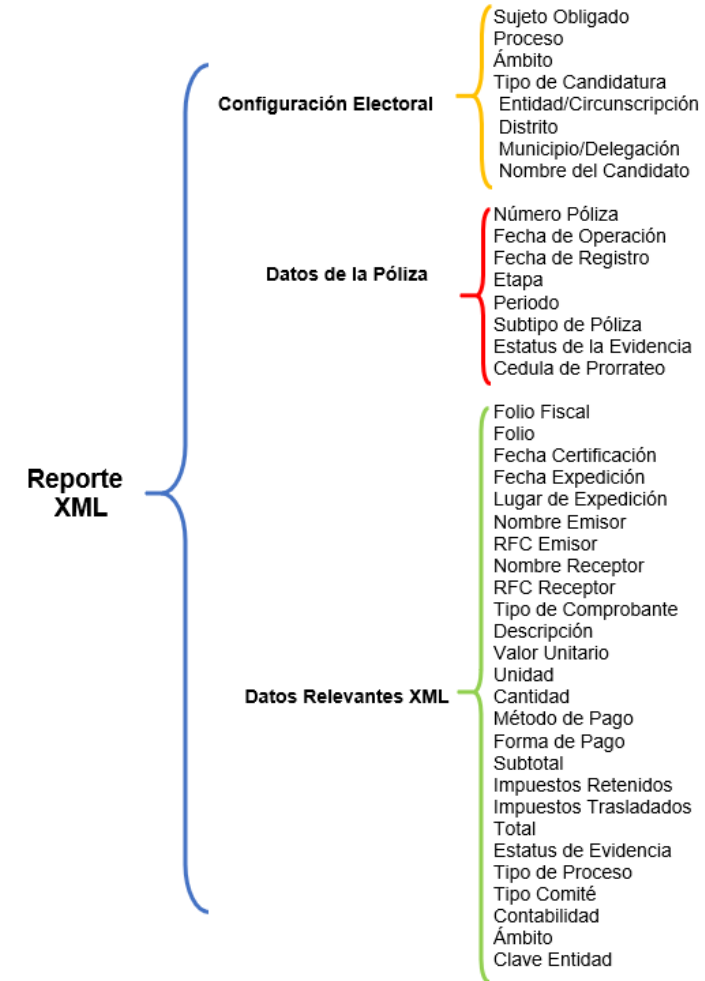 Reporte
XML
Configuración Electoral
Sujeto Obligado
Proceso
Ámbito
Tipo de Candidatura
Entidad/Circunscripción
Distrito
Municipio/Delegación
Nombre del Candidato
Datos de la Póliza
Número Póliza
Fecha de Operación
Fecha de Registro
Etapa
Periodo
Subtipo de Póliza
Estatus de la Evidencia
Cedula de Prorrateo
Datos Relevantes XML
Folio Fiscal
Folio
Fecha Certificación
Fecha Expedición
Lugar de Expedición
Nombre Emisor
RFC Emisor
Nombre Receptor
RFC Receptor
Tipo de Comprobante
Descripción
Valor Unitario
Unidad
Cantidad
Método de Pago
Forma de Pago
Subtotal
Impuestos Retenidos
Impuestos Trasladados
Total
Estatus de Evidencia
Tipo de Proceso
Tipo Comité
Contabilidad
Ámbito
Clave Entidad